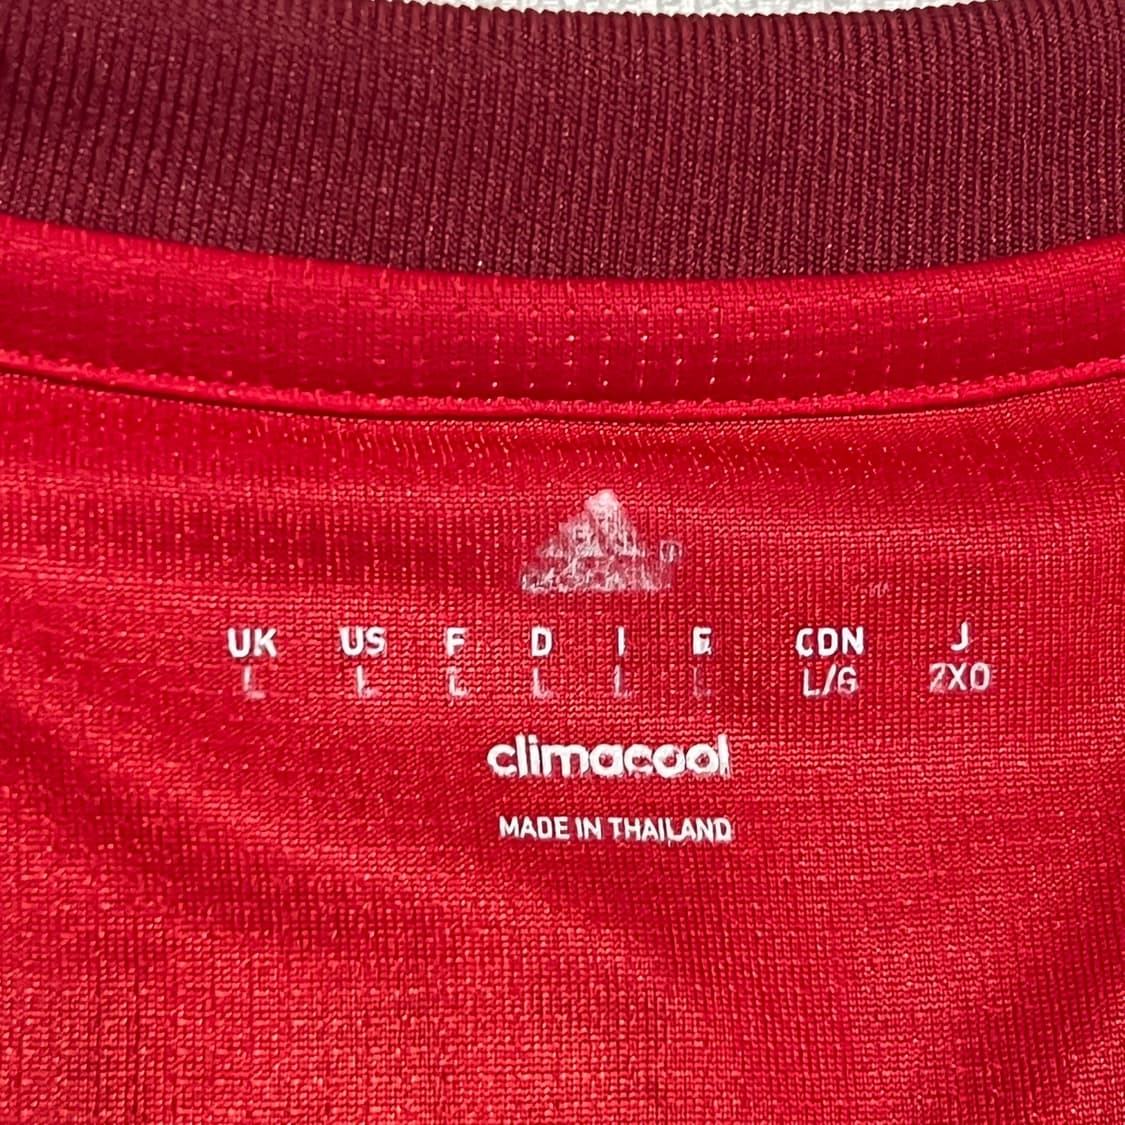 UK US F D I E CDN J
L L L L L L L/G 2XO
climacool
MADE IN THAILAND